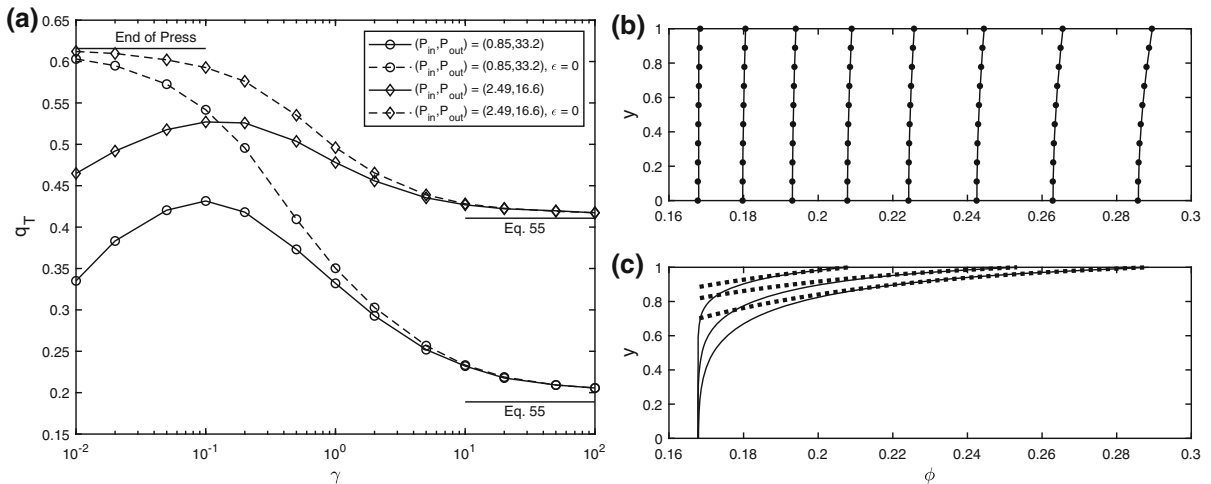 (a)
0.65
0.6
0.55
0.5
0.45
0.4
0.35
0.3
0.25
0.2
0.15
q_T
End of Press
(P_in,P_out) = (0.85,33.2)
(P_in,P_out) = (0.85,33.2), ϵ = 0
(P_in,P_out) = (2.49,16.6)
(P_in,P_out) = (2.49,16.6), ϵ = 0
Eq. 55
Eq. 55
10^-2 10^-1 10^0 10^1 10^2
γ
(b)
1
0.8
0.6
0.4
0.2
0
y
0.16 0.18 0.2 0.22 0.24 0.26 0.28 0.3
(c)
1
0.8
0.6
0.4
0.2
0
y
0.16 0.18 0.2 0.22 0.24 0.26 0.28 0.3
ϕ